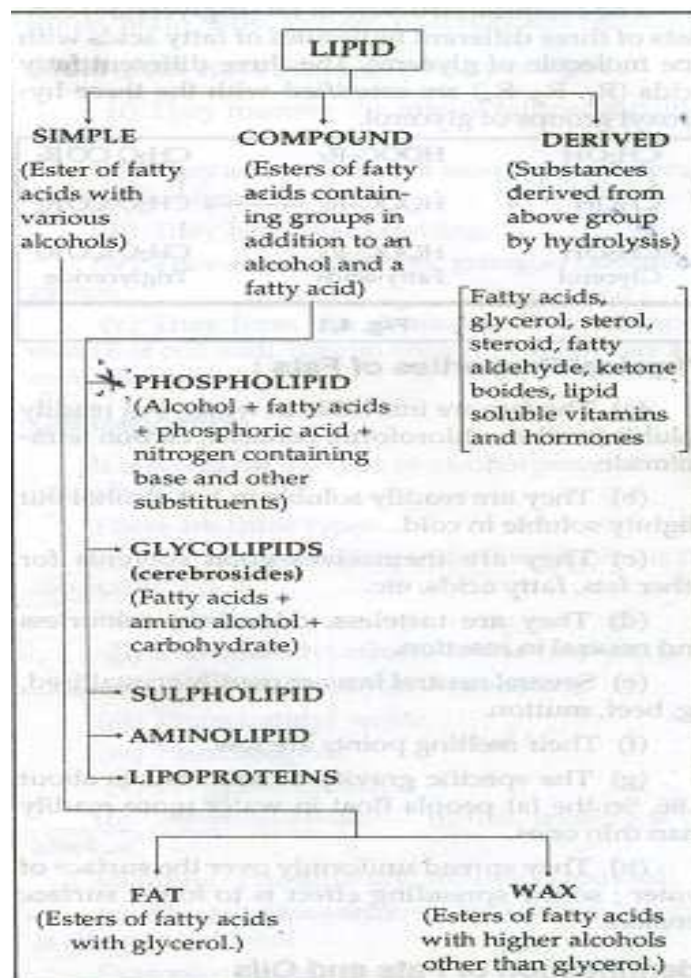 LIPID
SIMPLE
(Ester of fatty
acids with
various
alcohols)
COMPOUND
(Esters of fatty
acids contain-
ing groups in
addition to an
alcohol and a
fatty acid)
DERIVED
(Substances
derived from
above group
by hydrolysis)
Fatty acids,
glycerol, sterol,
steroid, fatty
aldehyde, ketone
boides, lipid
soluble vitamins
and hormones
PHOSPHOLIPID
(Alcohol + fatty acids
+ phosphoric acid +
nitrogen containing
base and other
substituents)
GLYCOLIPIDS
(cerebrosides)
(Fatty acids +
amino alcohol +
carbohydrate)
SULPHOLIPID
AMINOLIPID
LIPOPROTEINS
FAT
(Esters of fatty acids
with glycerol.)
WAX
(Esters of fatty acids
with higher alcohols
other than glycerol.)